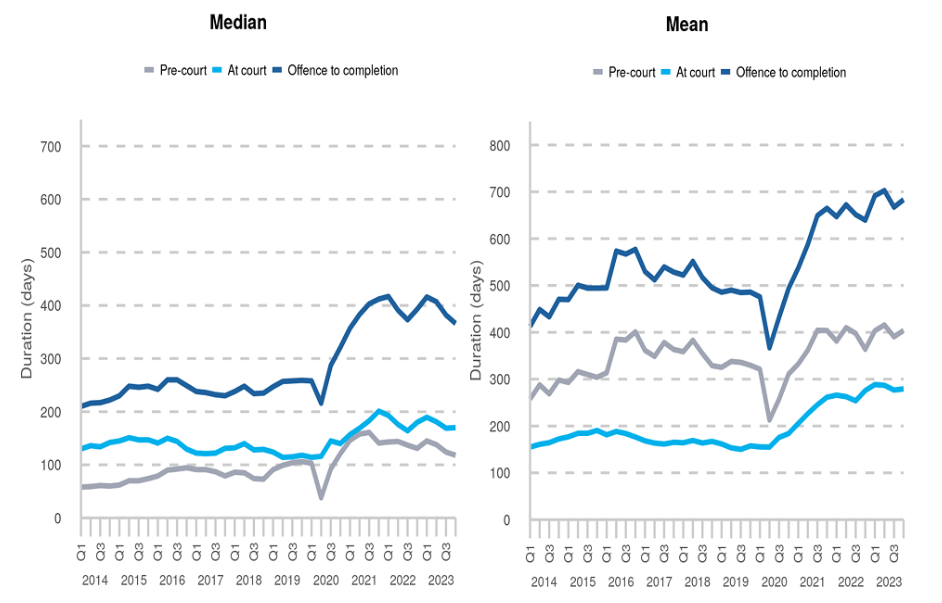 Median
Pre-court At court Offence to completion
Duration (days)
700
600
500
400
300
200
100
0
Q1 Q3 Q1 Q3 Q1 Q3 Q1 Q3 Q1 Q3 Q1 Q3 Q1 Q3 Q1 Q3 Q1 Q3 Q1 Q3
2014 2015 2016 2017 2018 2019 2020 2021 2022 2023
Mean
Pre-court At court Offence to completion
Duration (days)
800
700
600
500
400
300
200
100
0
Q1 Q3 Q1 Q3 Q1 Q3 Q1 Q3 Q1 Q3 Q1 Q3 Q1 Q3 Q1 Q3 Q1 Q3 Q1 Q3
2014 2015 2016 2017 2018 2019 2020 2021 2022 2023